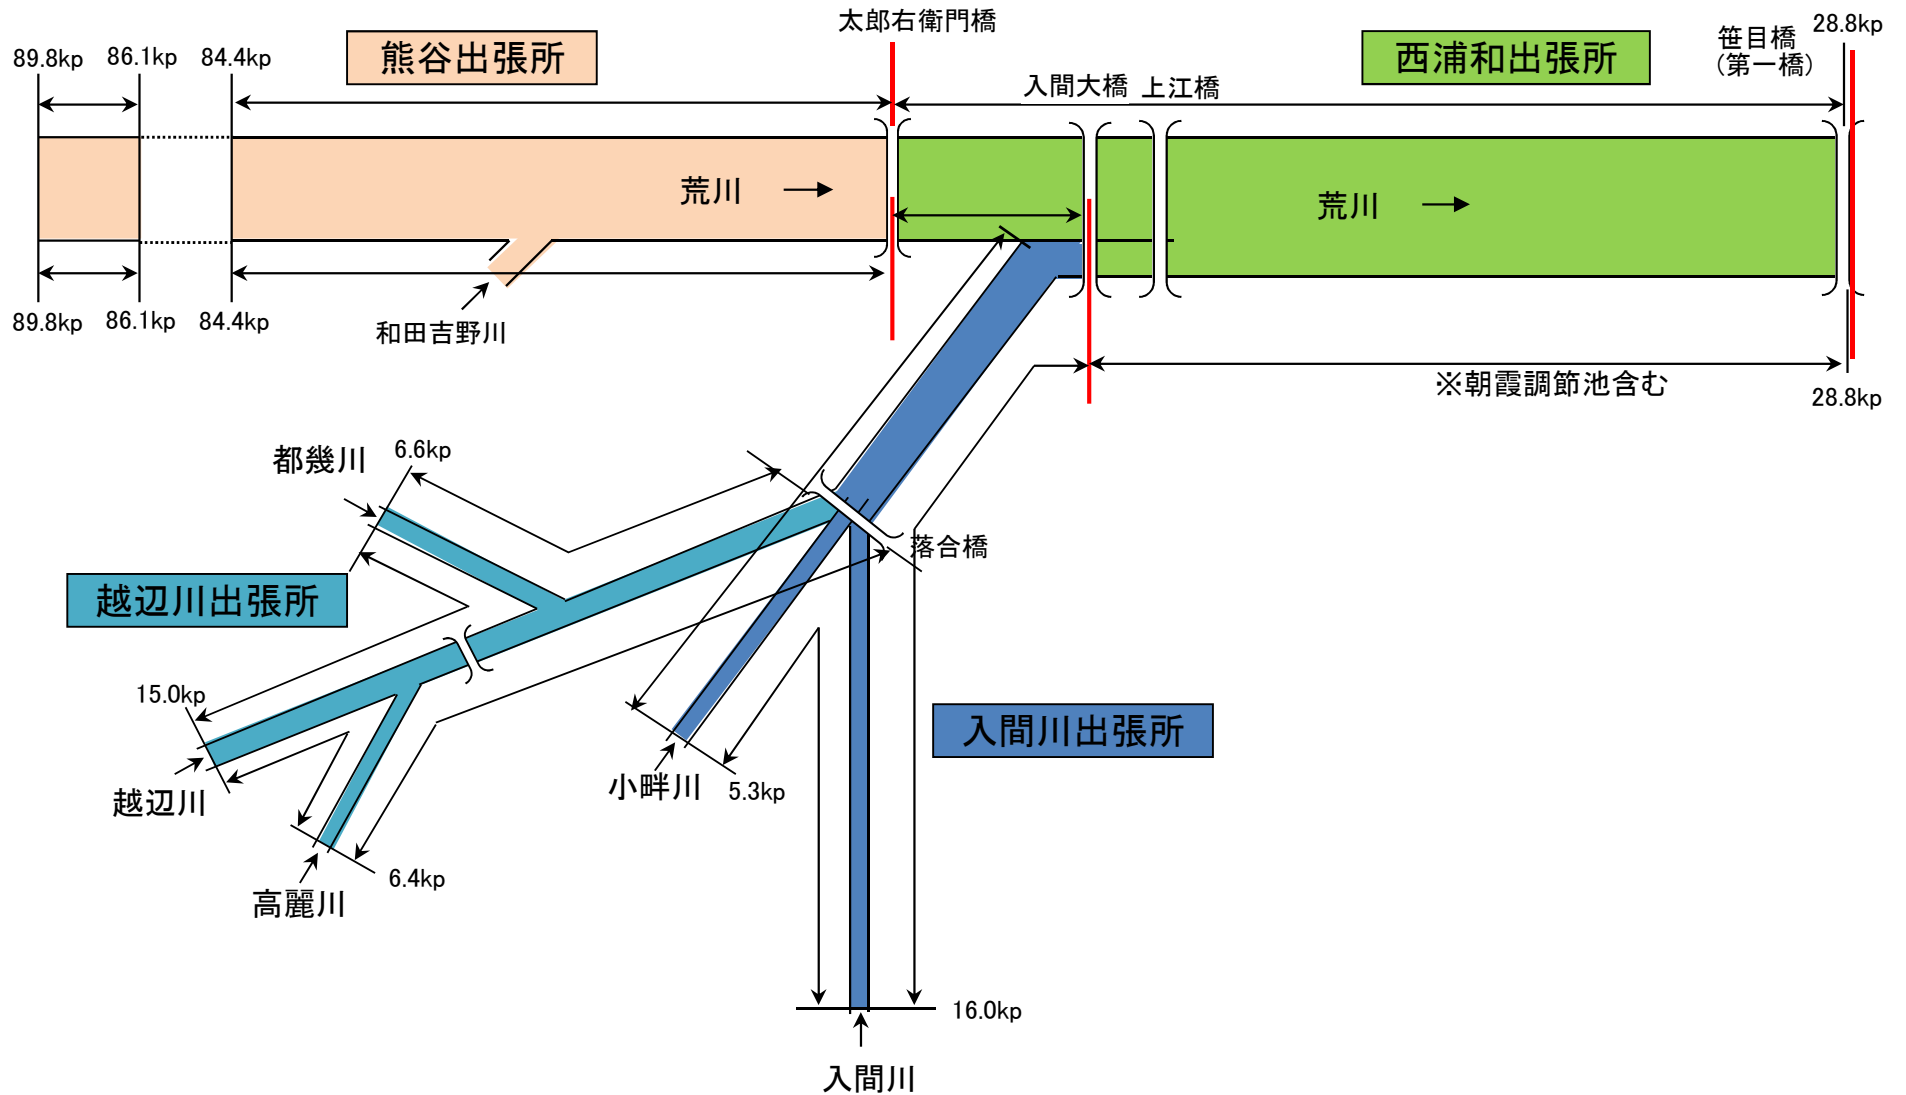 太郎右衛門橋
28.8kp
熊谷出張所
西浦和出張所
笹目橋
(第一橋)
89.8kp
86.1kp
84.4kp
入間大橋
上江橋
荒川
荒川
89.8kp
86.1kp
84.4kp
和田吉野川
※朝霞調節池含む
28.8kp
都幾川
6.6kp
落合橋
越辺川出張所
15.0kp
入間川出張所
越辺川
小畔川
5.3kp
6.4kp
高麗川
16.0kp
入間川